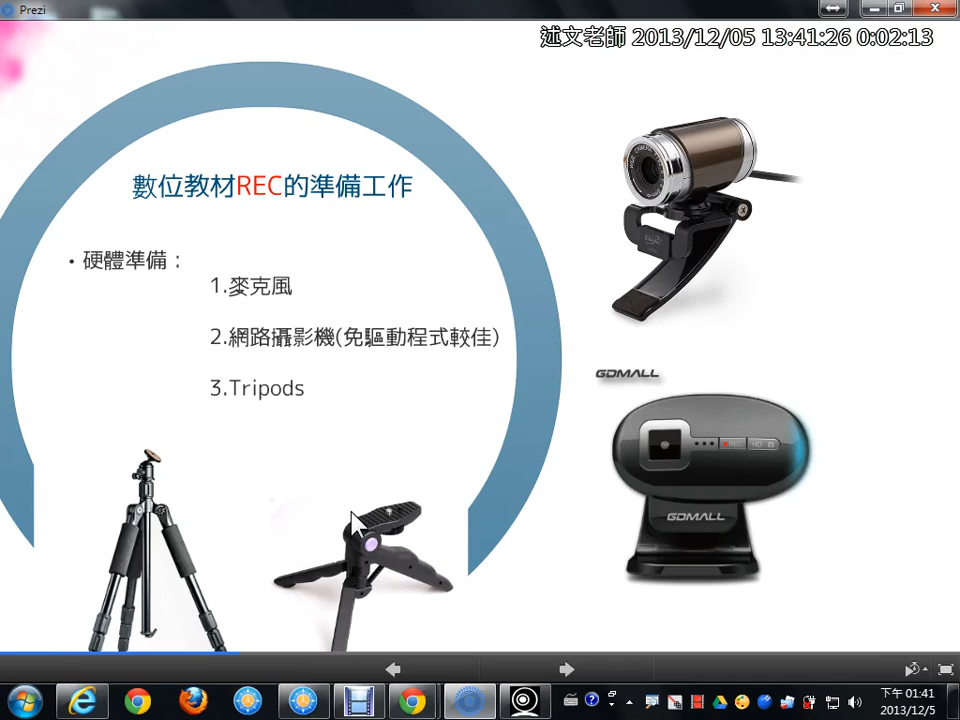 Prezi
述文老師 2013/12/05 13:41:26 0:02:13
數位教材REC的準備工作
• 硬體準備：
1.麥克風
2.網路攝影機(免驅動程式較佳)
3.Tripods
GDMALL
GDMALL
下午 01:41
2013/12/5